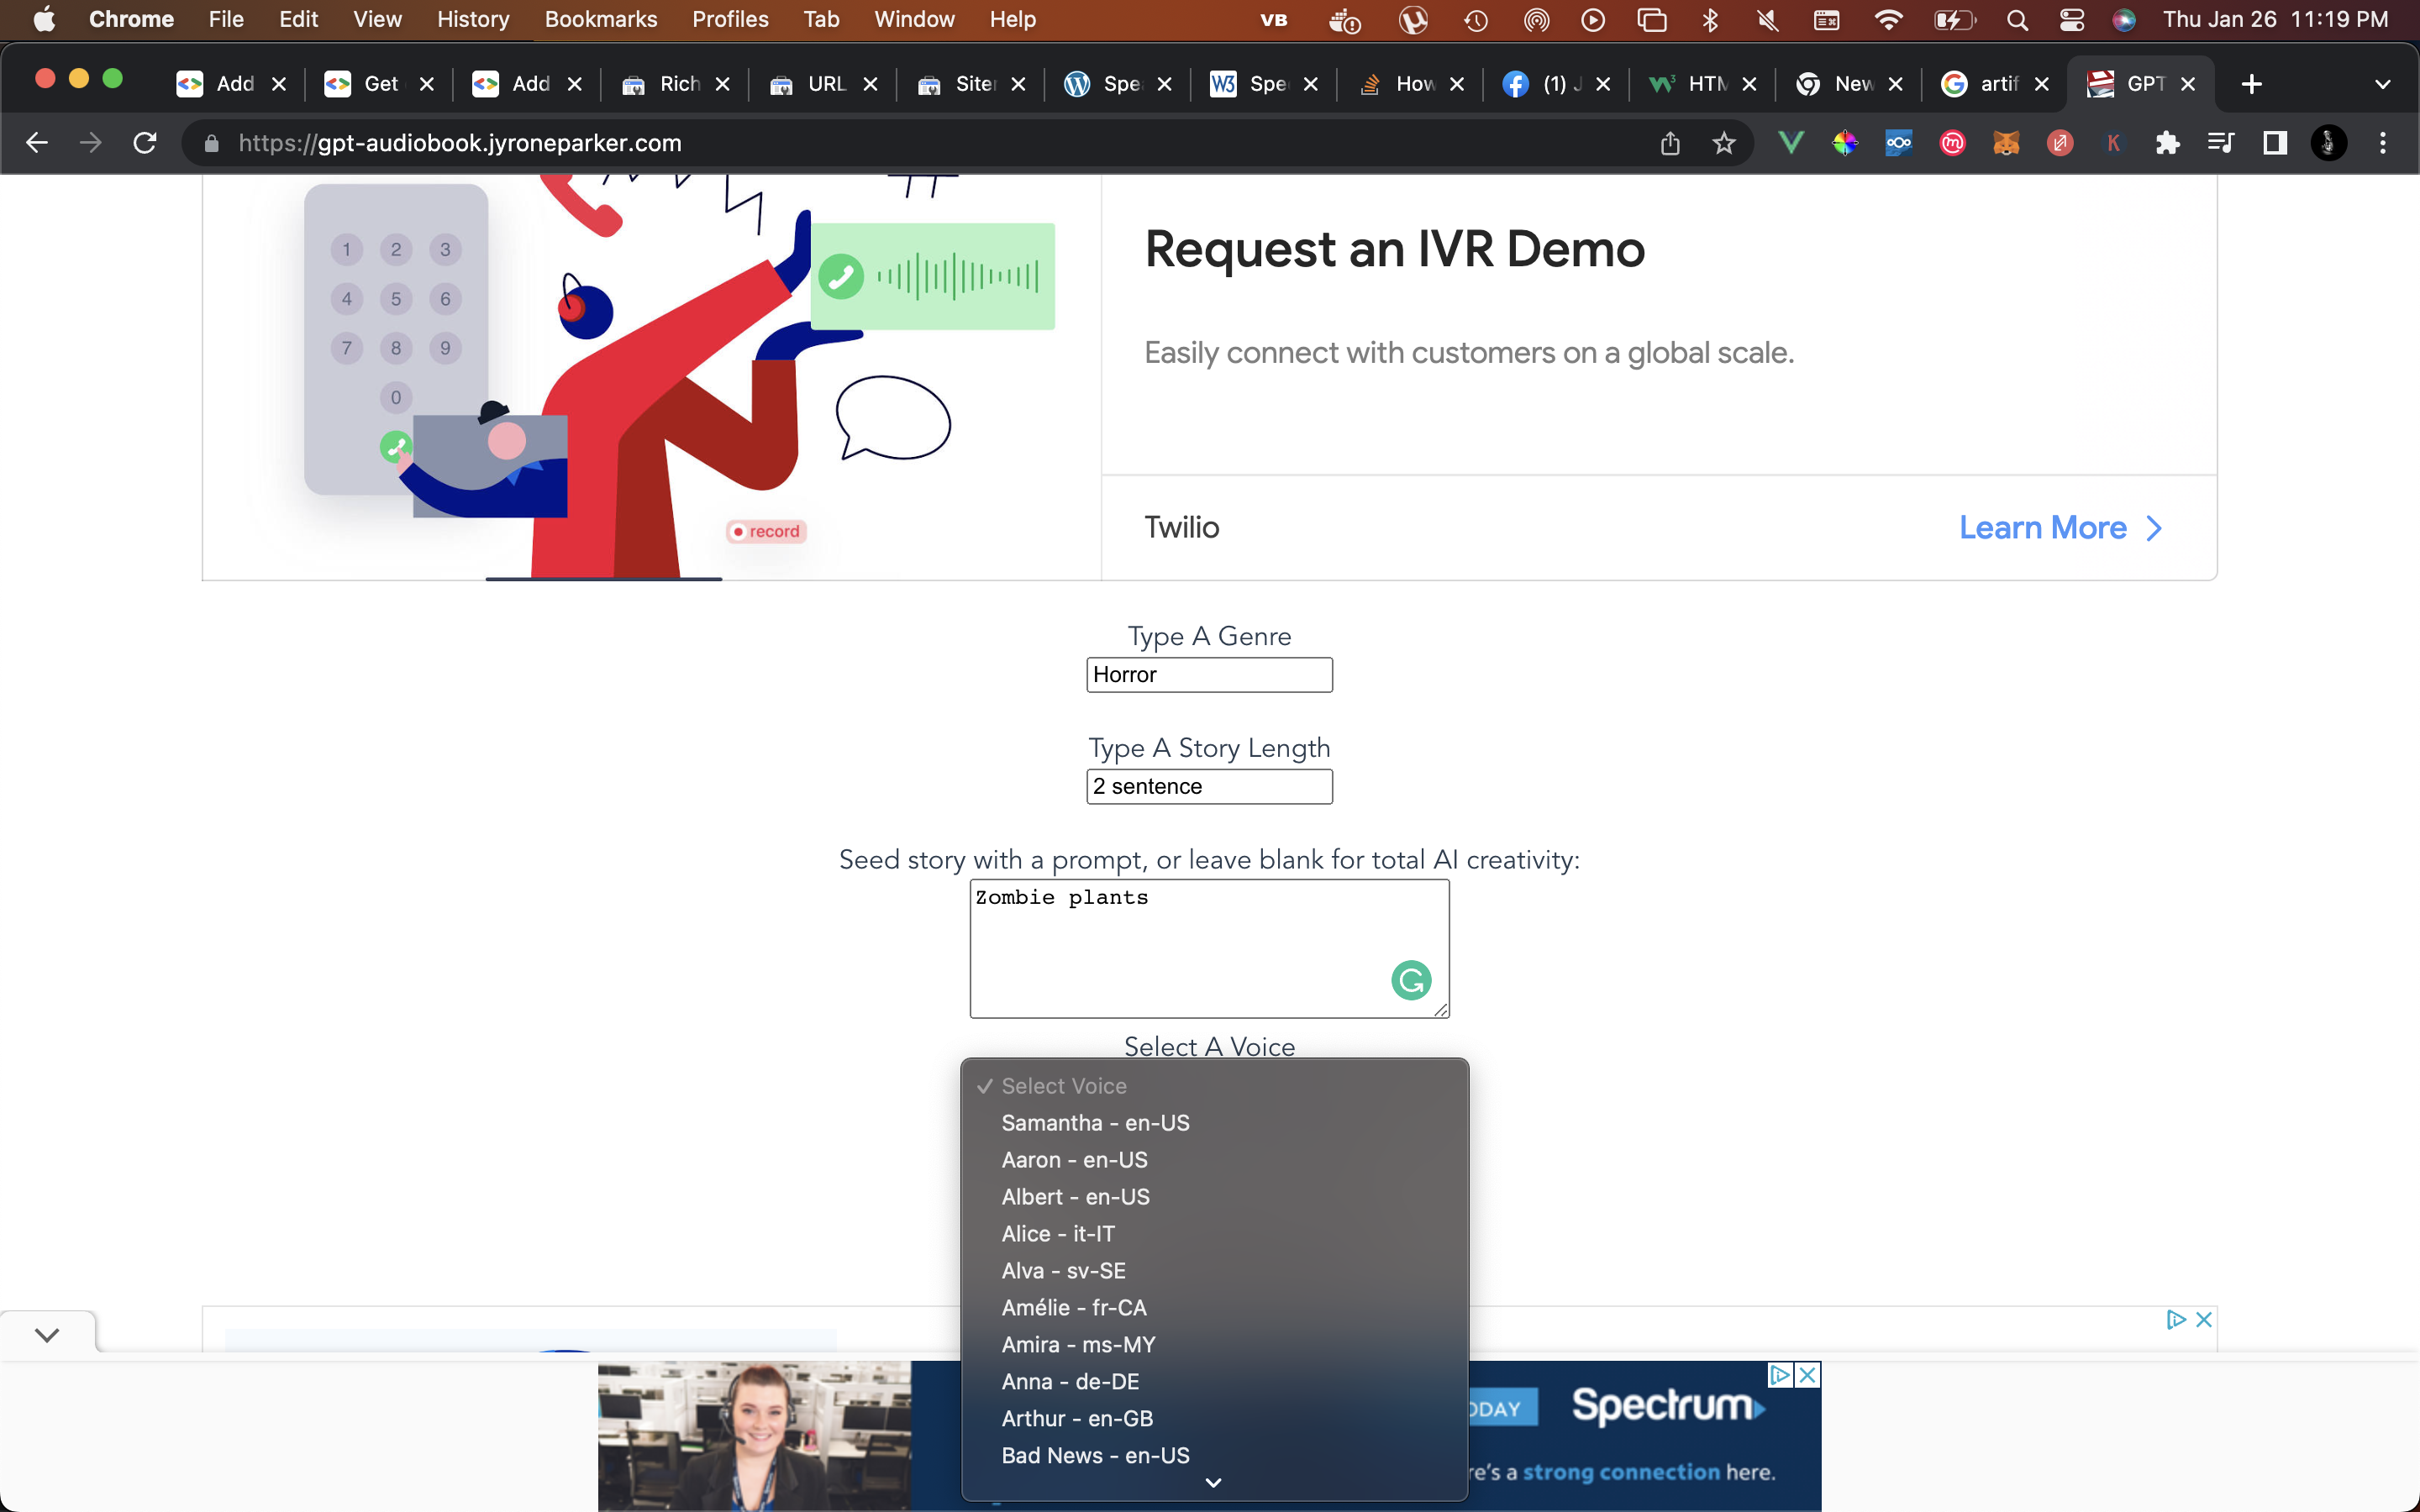 Chrome File Edit View History Bookmarks Profiles Tab Window Help VB Thu Jan 26 11:19 PM
Add Get Add Rich URL Siter Spea W3 Spe How (1) J HTM New artif GPT
https://gpt-audiobook.jyroneparker.com
1 2 3
4 5 6
7 8 9
0
record
Request an IVR Demo
Easily connect with customers on a global scale.
Twilio
Learn More
Type A Genre
Horror
Type A Story Length
2 sentence
Seed story with a prompt, or leave blank for total AI creativity:
Zombie plants
Select A Voice
✓ Select Voice
Samantha - en-US
Aaron - en-US
Albert - en-US
Alice - it-IT
Alva - sv-SE
Amélie - fr-CA
Amira - ms-MY
Anna - de-DE
Arthur - en-GB
Bad News - en-US
ODAY
Spectrum
re's a strong connection here.